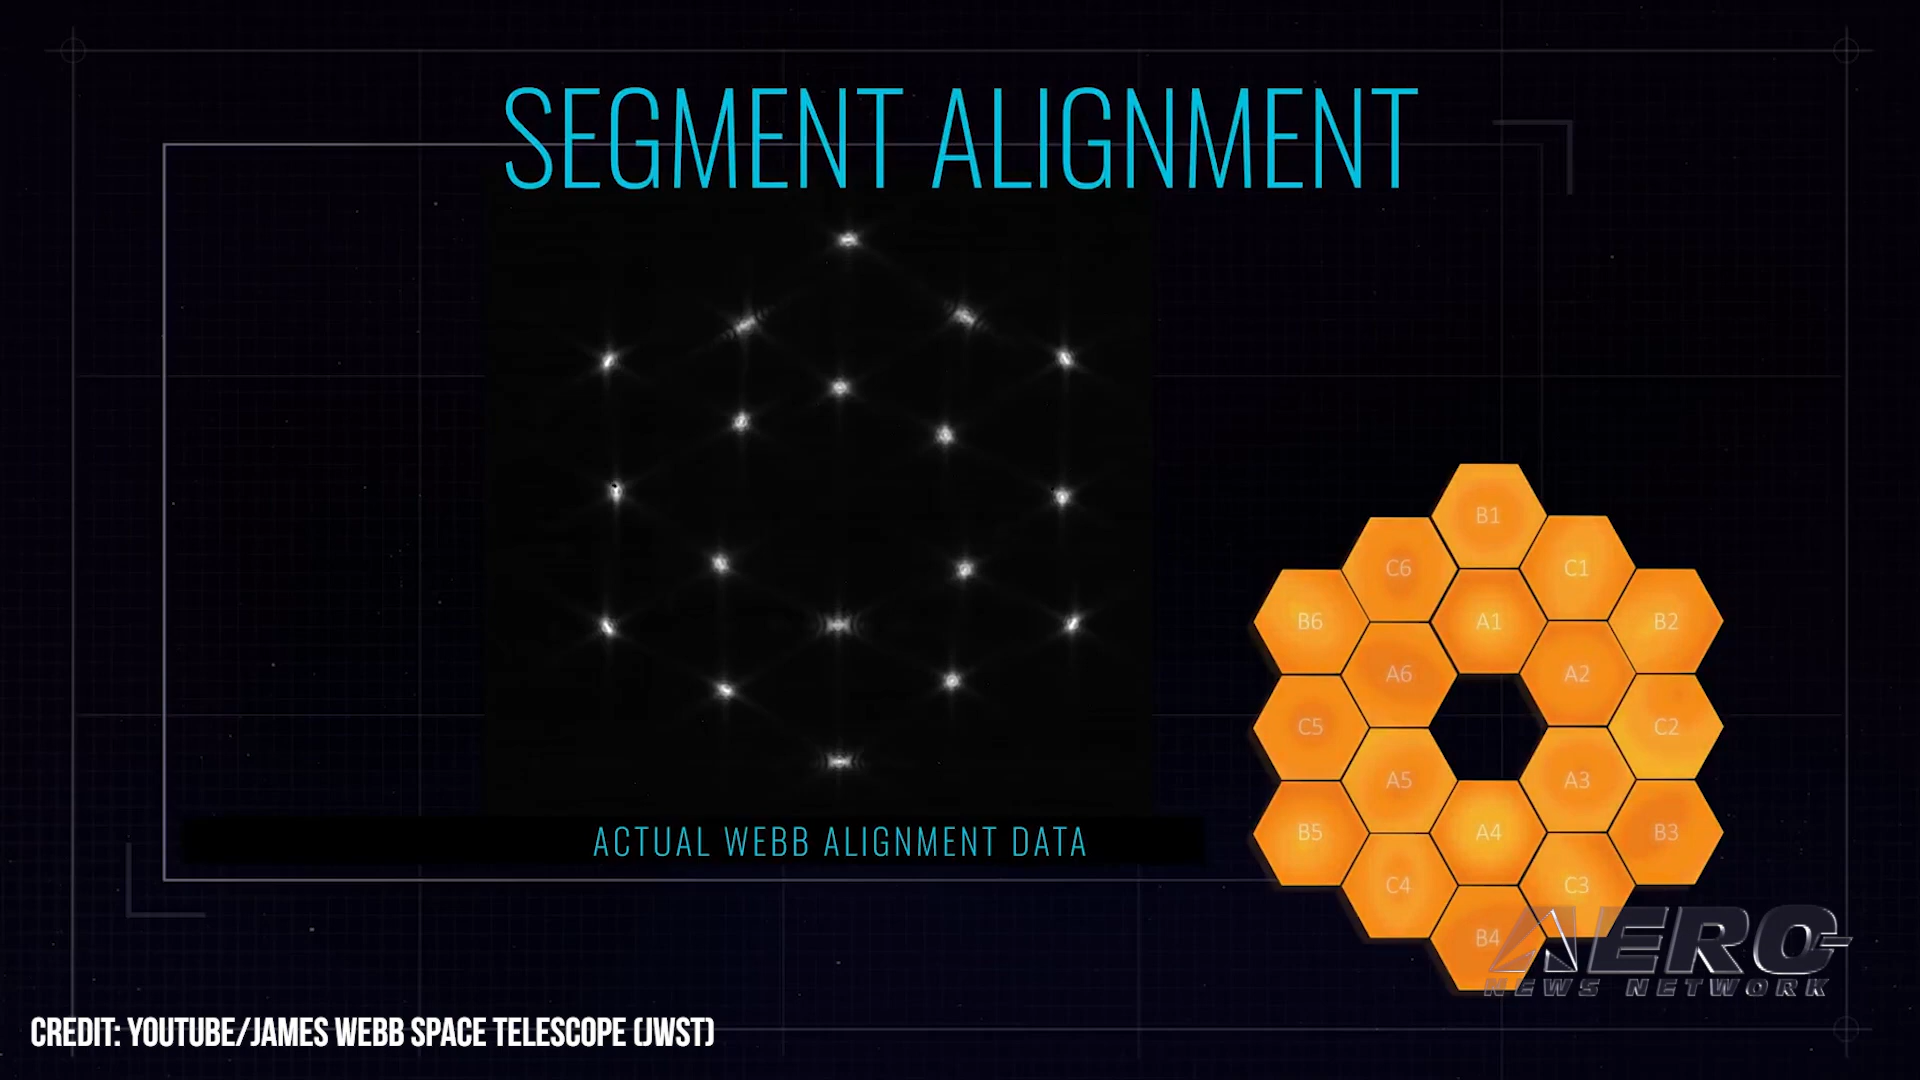 SEGMENT ALIGNMENT
B1
C6
C1
B6
A1
B2
A6
A2
C5
C2
A5
A3
B5
A4
B3
C4
C3
B4
ACTUAL WEBB ALIGNMENT DATA
AERO-
NEWS NETWORK
CREDIT: YOUTUBE/JAMES WEBB SPACE TELESCOPE (JWST)